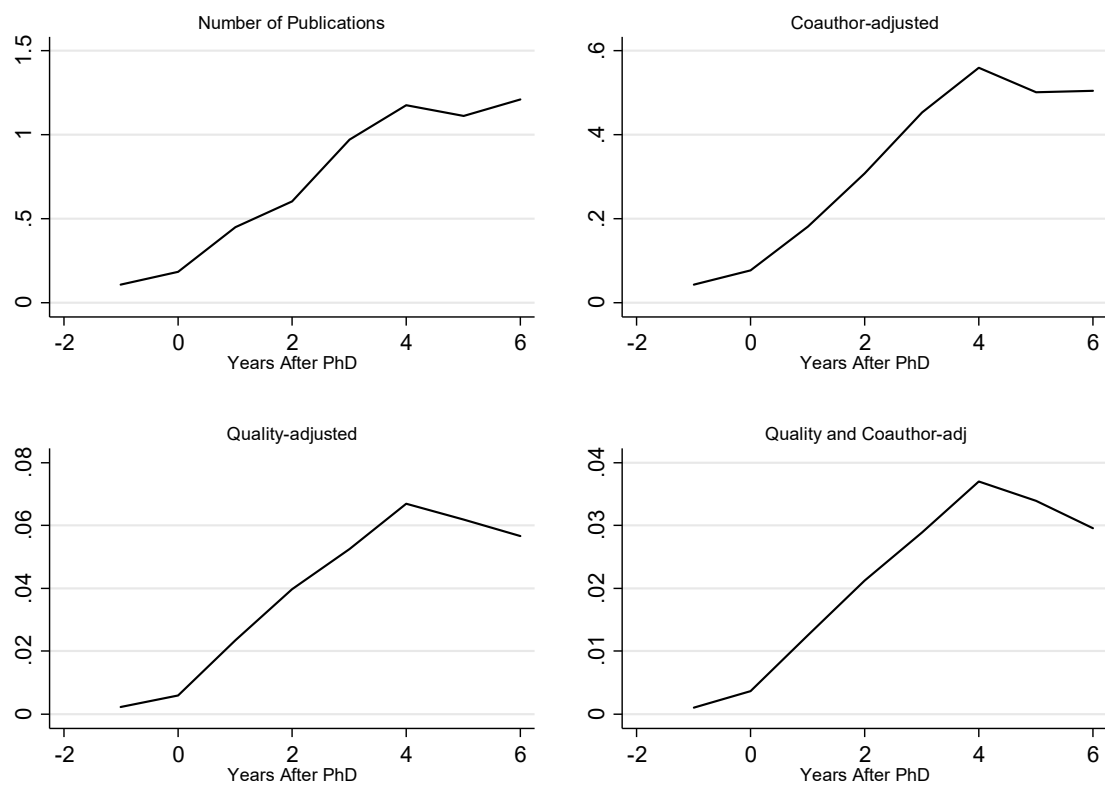 Number of Publications
1.5
1
.5
0
-2 0 2 4 6
Years After PhD
Coauthor-adjusted
.6
.4
.2
0
-2 0 2 4 6
Years After PhD
Quality-adjusted
.08
.06
.04
.02
0
-2 0 2 4 6
Years After PhD
Quality and Coauthor-adj
.04
.03
.02
.01
0
-2 0 2 4 6
Years After PhD